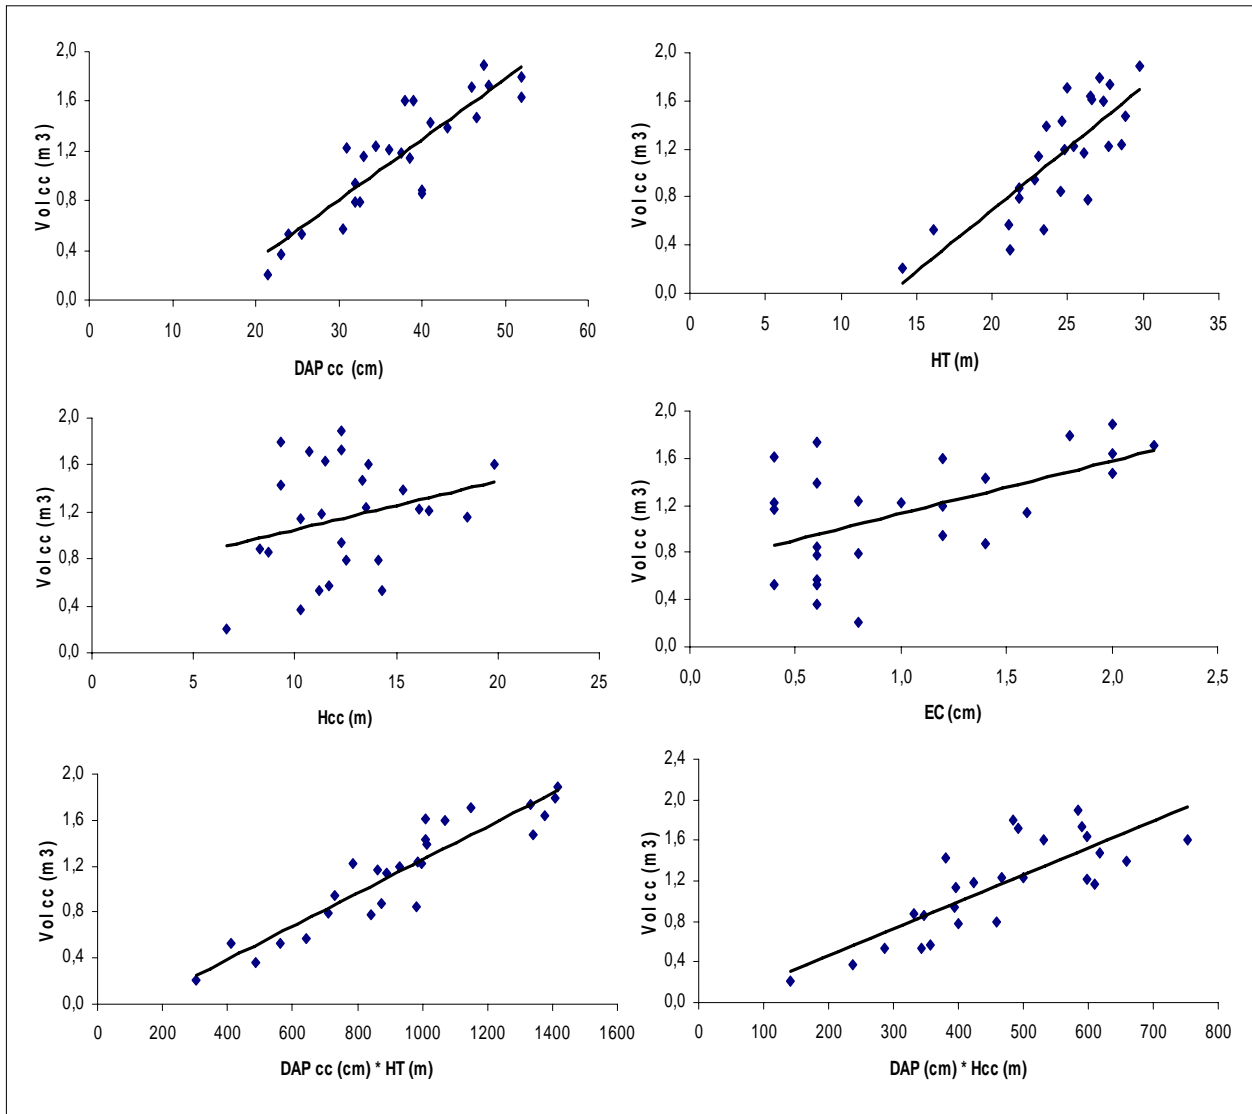 2,0
1,6
1,2
0,8
0,4
0,0
Vol cc (m3)
0 10 20 30 40 50 60
DAP cc (cm)
2,0
1,6
1,2
0,8
0,4
0,0
Vol cc (m3)
0 5 10 15 20 25 30 35
HT (m)
2,0
1,6
1,2
0,8
0,4
0,0
Vol cc (m3)
0 5 10 15 20 25
Hcc (m)
2,0
1,6
1,2
0,8
0,4
0,0
Vol cc (m3)
0,0 0,5 1,0 1,5 2,0 2,5
EC (cm)
2,0
1,6
1,2
0,8
0,4
0,0
Vol cc (m3)
0 200 400 600 800 1000 1200 1400 1600
DAP cc (cm) * HT (m)
2,4
2,0
1,6
1,2
0,8
0,4
0,0
Vol cc (m3)
0 100 200 300 400 500 600 700 800
DAP (cm) * Hcc (m)